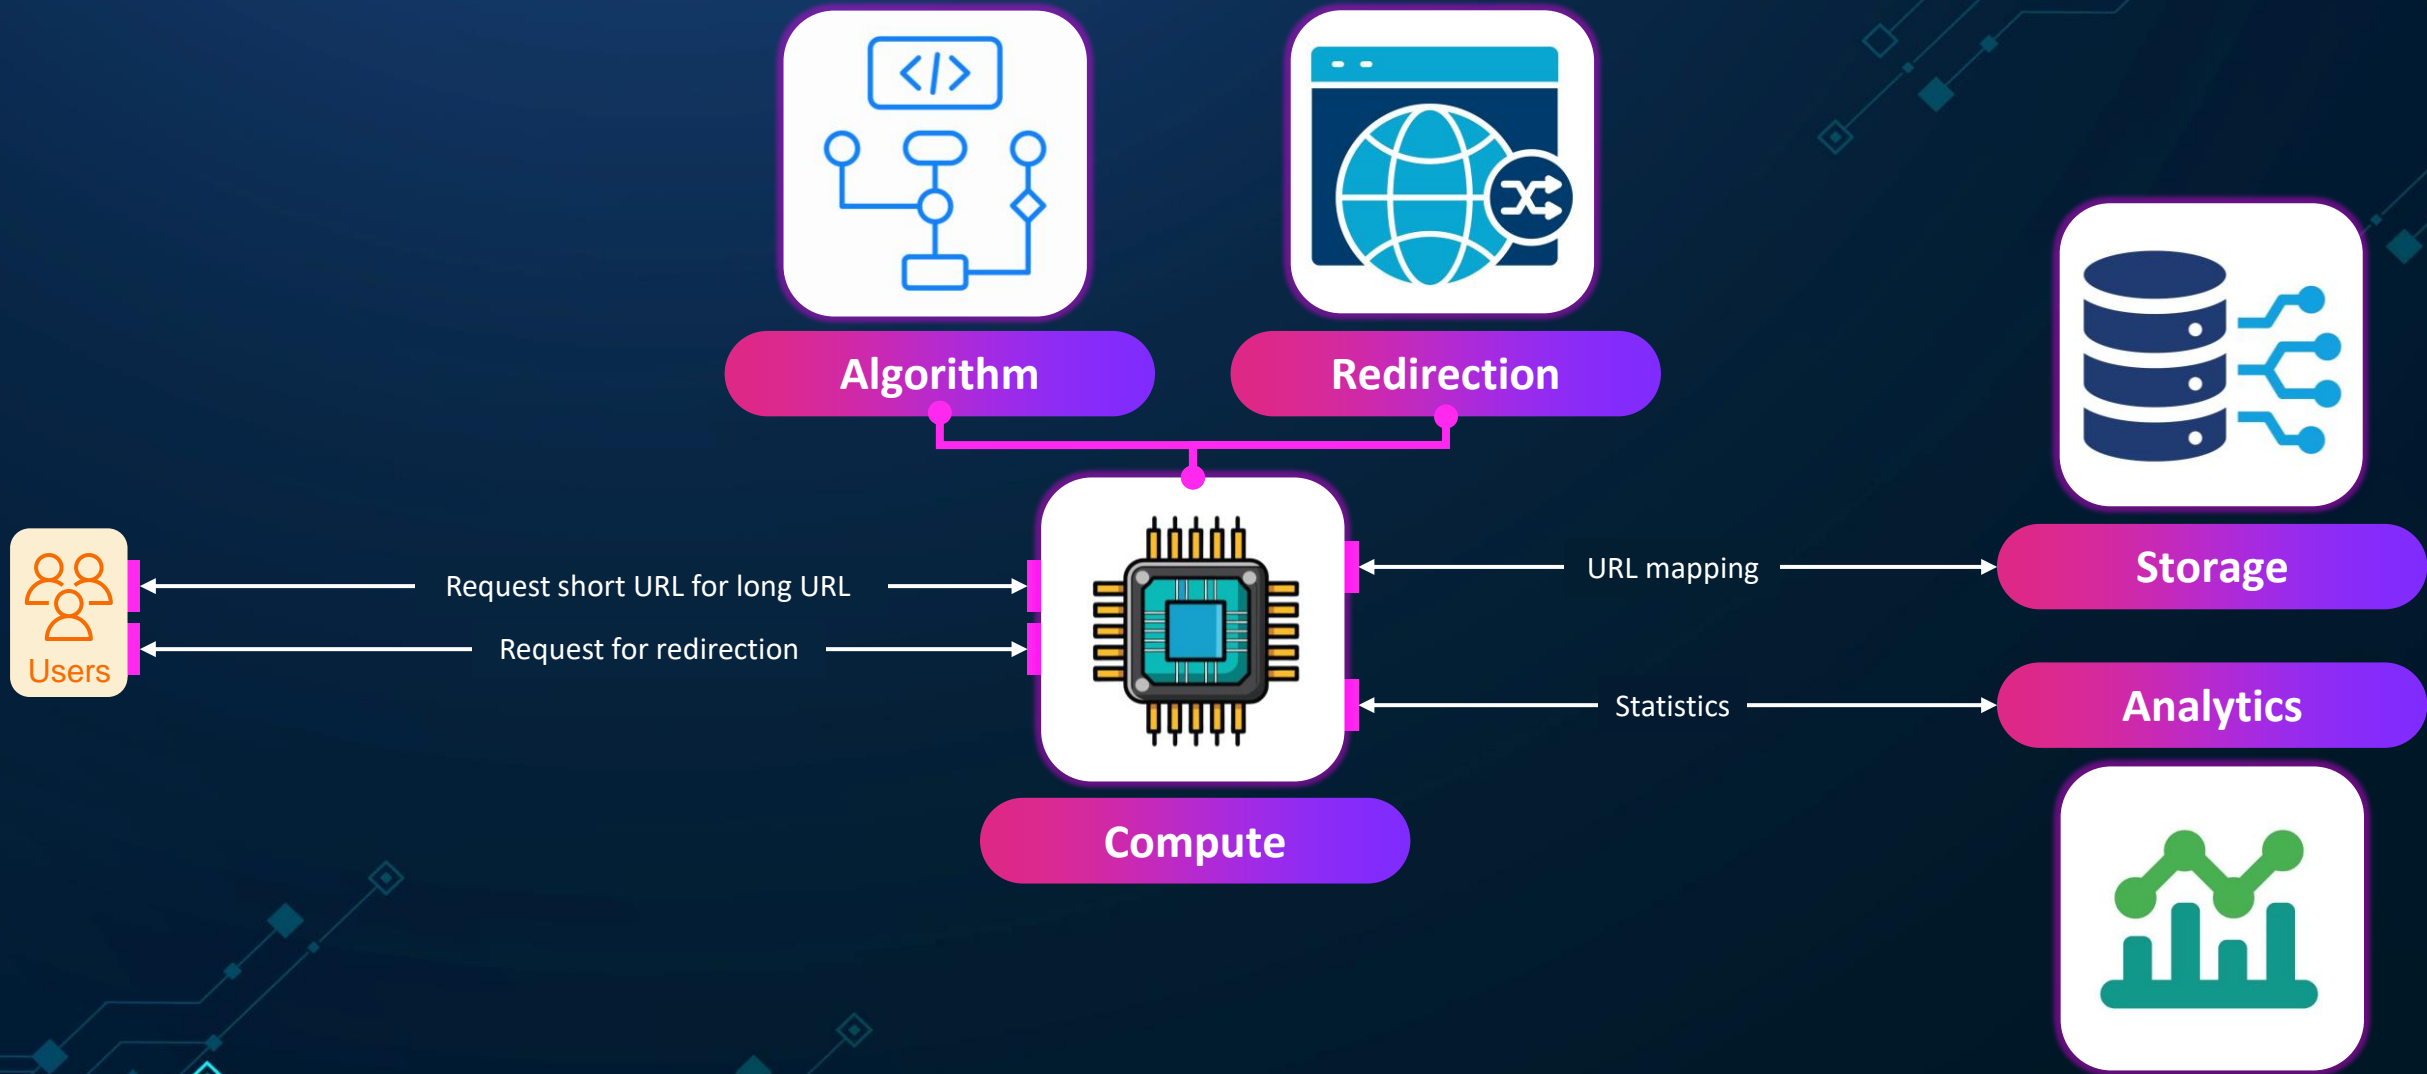 </>
Algorithm
Redirection
Users
Request short URL for long URL
Request for redirection
URL mapping
Storage
Statistics
Analytics
Compute